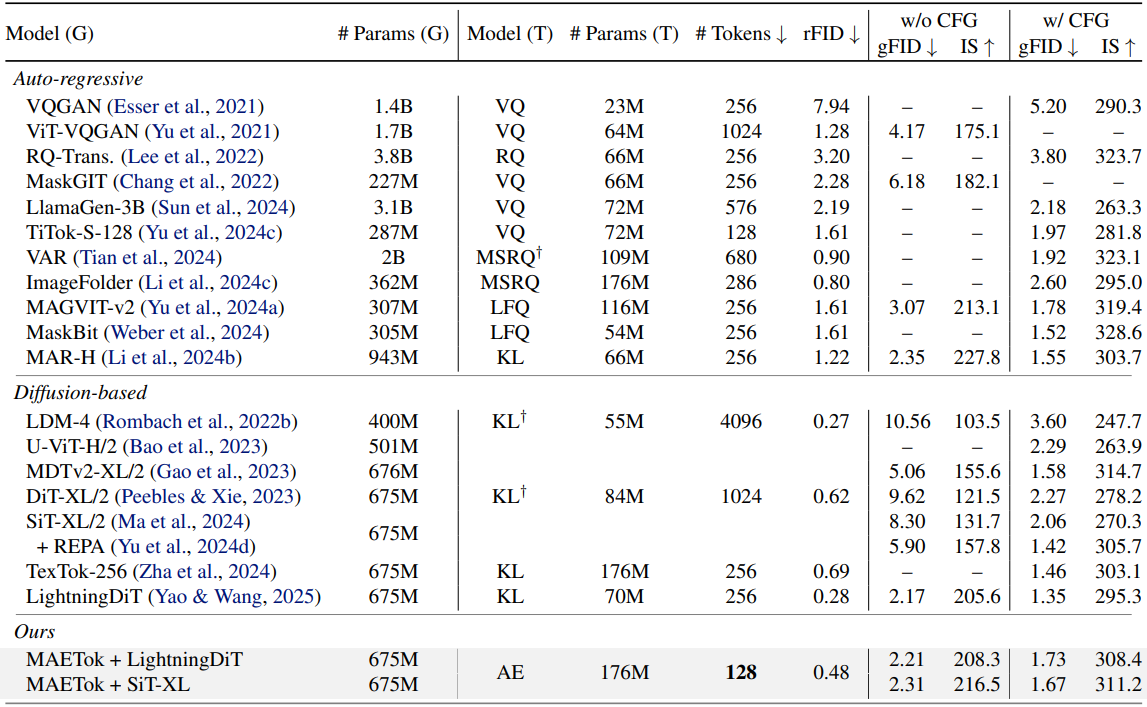 w/o CFG w/ CFG
Model (G) # Params (G) Model (T) # Params (T) # Tokens ↓ rFID ↓ gFID ↓ IS ↑ gFID ↓ IS ↑
Auto-regressive
VQGAN (Esser et al., 2021) 1.4B VQ 23M 256 7.94 – – 5.20 290.3
ViT-VQGAN (Yu et al., 2021) 1.7B VQ 64M 1024 1.28 4.17 175.1 – –
RQ-Trans. (Lee et al., 2022) 3.8B RQ 66M 256 3.20 – – 3.80 323.7
MaskGIT (Chang et al., 2022) 227M VQ 66M 256 2.28 6.18 182.1 – –
LlamaGen-3B (Sun et al., 2024) 3.1B VQ 72M 576 2.19 – – 2.18 263.3
TiTok-S-128 (Yu et al., 2024c) 287M VQ 72M 128 1.61 – – 1.97 281.8
VAR (Tian et al., 2024) 2B MSRQ† 109M 680 0.90 – – 1.92 323.1
ImageFolder (Li et al., 2024c) 362M MSRQ 176M 286 0.80 – – 2.60 295.0
MAGVIT-v2 (Yu et al., 2024a) 307M LFQ 116M 256 1.61 3.07 213.1 1.78 319.4
MaskBit (Weber et al., 2024) 305M LFQ 54M 256 1.61 – – 1.52 328.6
MAR-H (Li et al., 2024b) 943M KL 66M 256 1.22 2.35 227.8 1.55 303.7
Diffusion-based
LDM-4 (Rombach et al., 2022b) 400M KL† 55M 4096 0.27 10.56 103.5 3.60 247.7
U-ViT-H/2 (Bao et al., 2023) 501M – – 2.29 263.9
MDTv2-XL/2 (Gao et al., 2023) 676M 5.06 155.6 1.58 314.7
DiT-XL/2 (Peebles & Xie, 2023) 675M KL† 84M 1024 0.62 9.62 121.5 2.27 278.2
SiT-XL/2 (Ma et al., 2024) 675M 8.30 131.7 2.06 270.3
+ REPA (Yu et al., 2024d) 5.90 157.8 1.42 305.7
TexTok-256 (Zha et al., 2024) 675M KL 176M 256 0.69 – – 1.46 303.1
LightningDiT (Yao & Wang, 2025) 675M KL 70M 256 0.28 2.17 205.6 1.35 295.3
Ours
MAETok + LightningDiT 675M AE 176M 128 0.48 2.21 208.3 1.73 308.4
MAETok + SiT-XL 675M 2.31 216.5 1.67 311.2